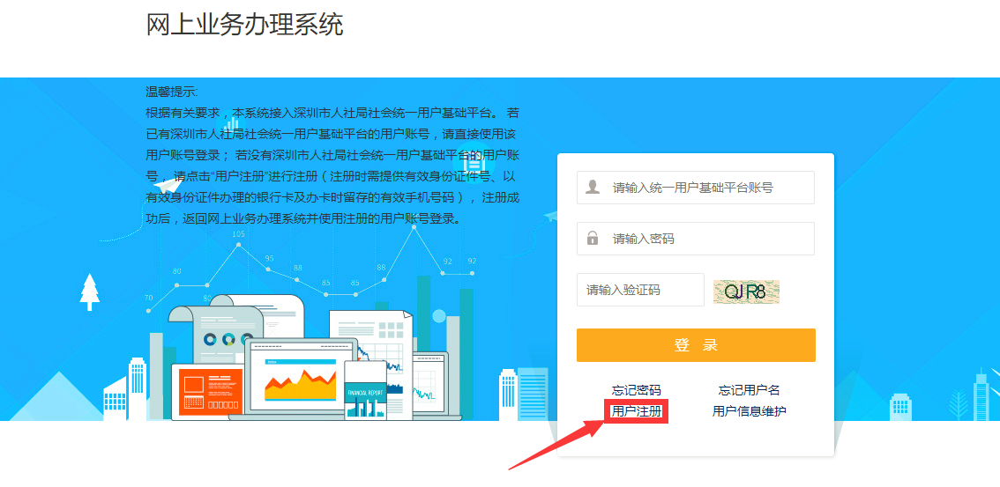 网上业务办理系统
温馨提示:
根据有关要求，本系统接入深圳市人社局社会统一用户基础平台。 若
已有深圳市人社局社会统一用户基础平台的用户账号，请直接使用该
用户账号登录； 若没有深圳市人社局社会统一用户基础平台的用户账
号， 请点击“用户注册”进行注册（注册时需提供有效身份证件号、以
有效身份证件办理的银行卡及办卡时留存的有效手机号码）， 注册成
功后，返回网上业务办理系统并使用注册的用户账号登录。
请输入统一用户基础平台账号
请输入密码
请输入验证码
QJR8
登 录
忘记密码
忘记用户名
用户注册
用户信息维护
70
80
80
105
95
88
85
85
88
92
92
FINANCIAL REPORT